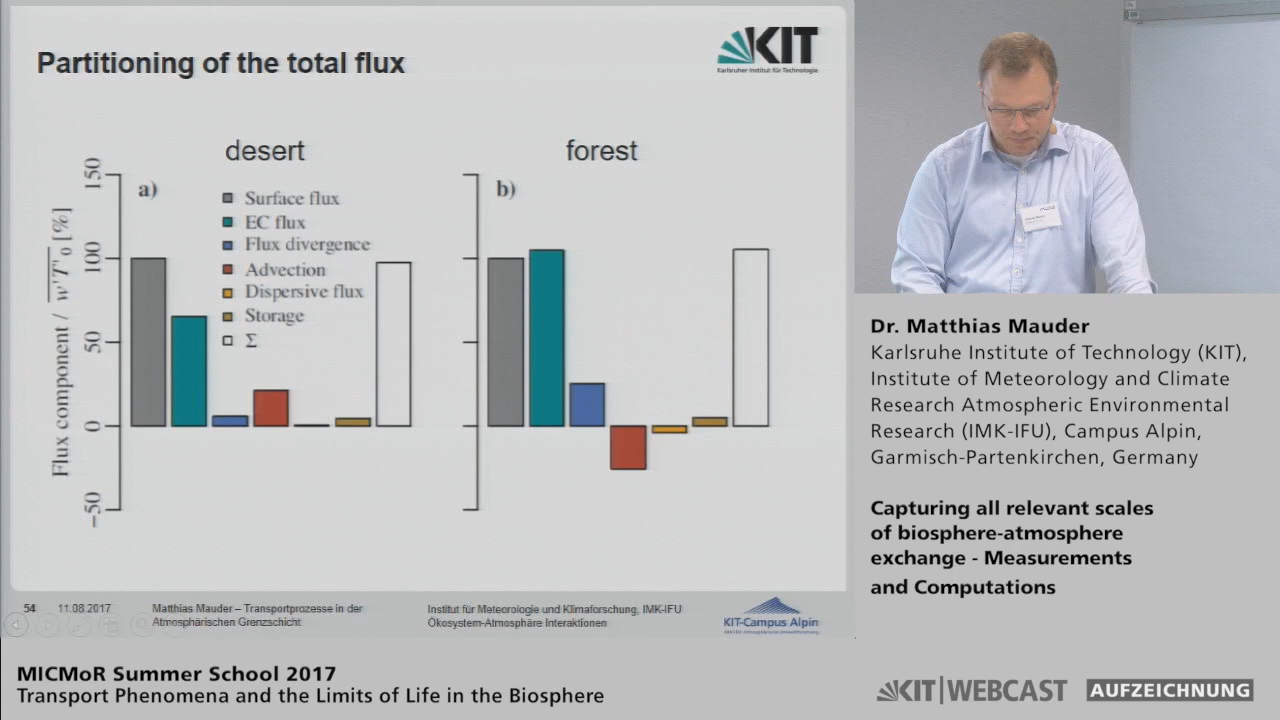 Partitioning of the total flux
KIT
Karlsruher Institut für Technologie
desert
forest
a)
b)
150
100
50
0
−50
Flux component / w'T'0 [%]
Surface flux
EC flux
Flux divergence
Advection
Dispersive flux
Storage
Σ
54
11.08.2017
Matthias Mauder – Transportprozesse in der
Atmosphärischen Grenzschicht
Institut für Meteorologie und Klimaforschung, IMK-IFU
Ökosystem-Atmosphäre Interaktionen
KIT-Campus Alpin
Dr. Matthias Mauder
Karlsruhe Institute of Technology (KIT),
Institute of Meteorology and Climate
Research Atmospheric Environmental
Research (IMK-IFU), Campus Alpin,
Garmisch-Partenkirchen, Germany
Capturing all relevant scales
of biosphere-atmosphere
exchange - Measurements
and Computations
MICMoR Summer School 2017
Transport Phenomena and the Limits of Life in the Biosphere
KIT|WEBCAST
AUFZEICHNUNG